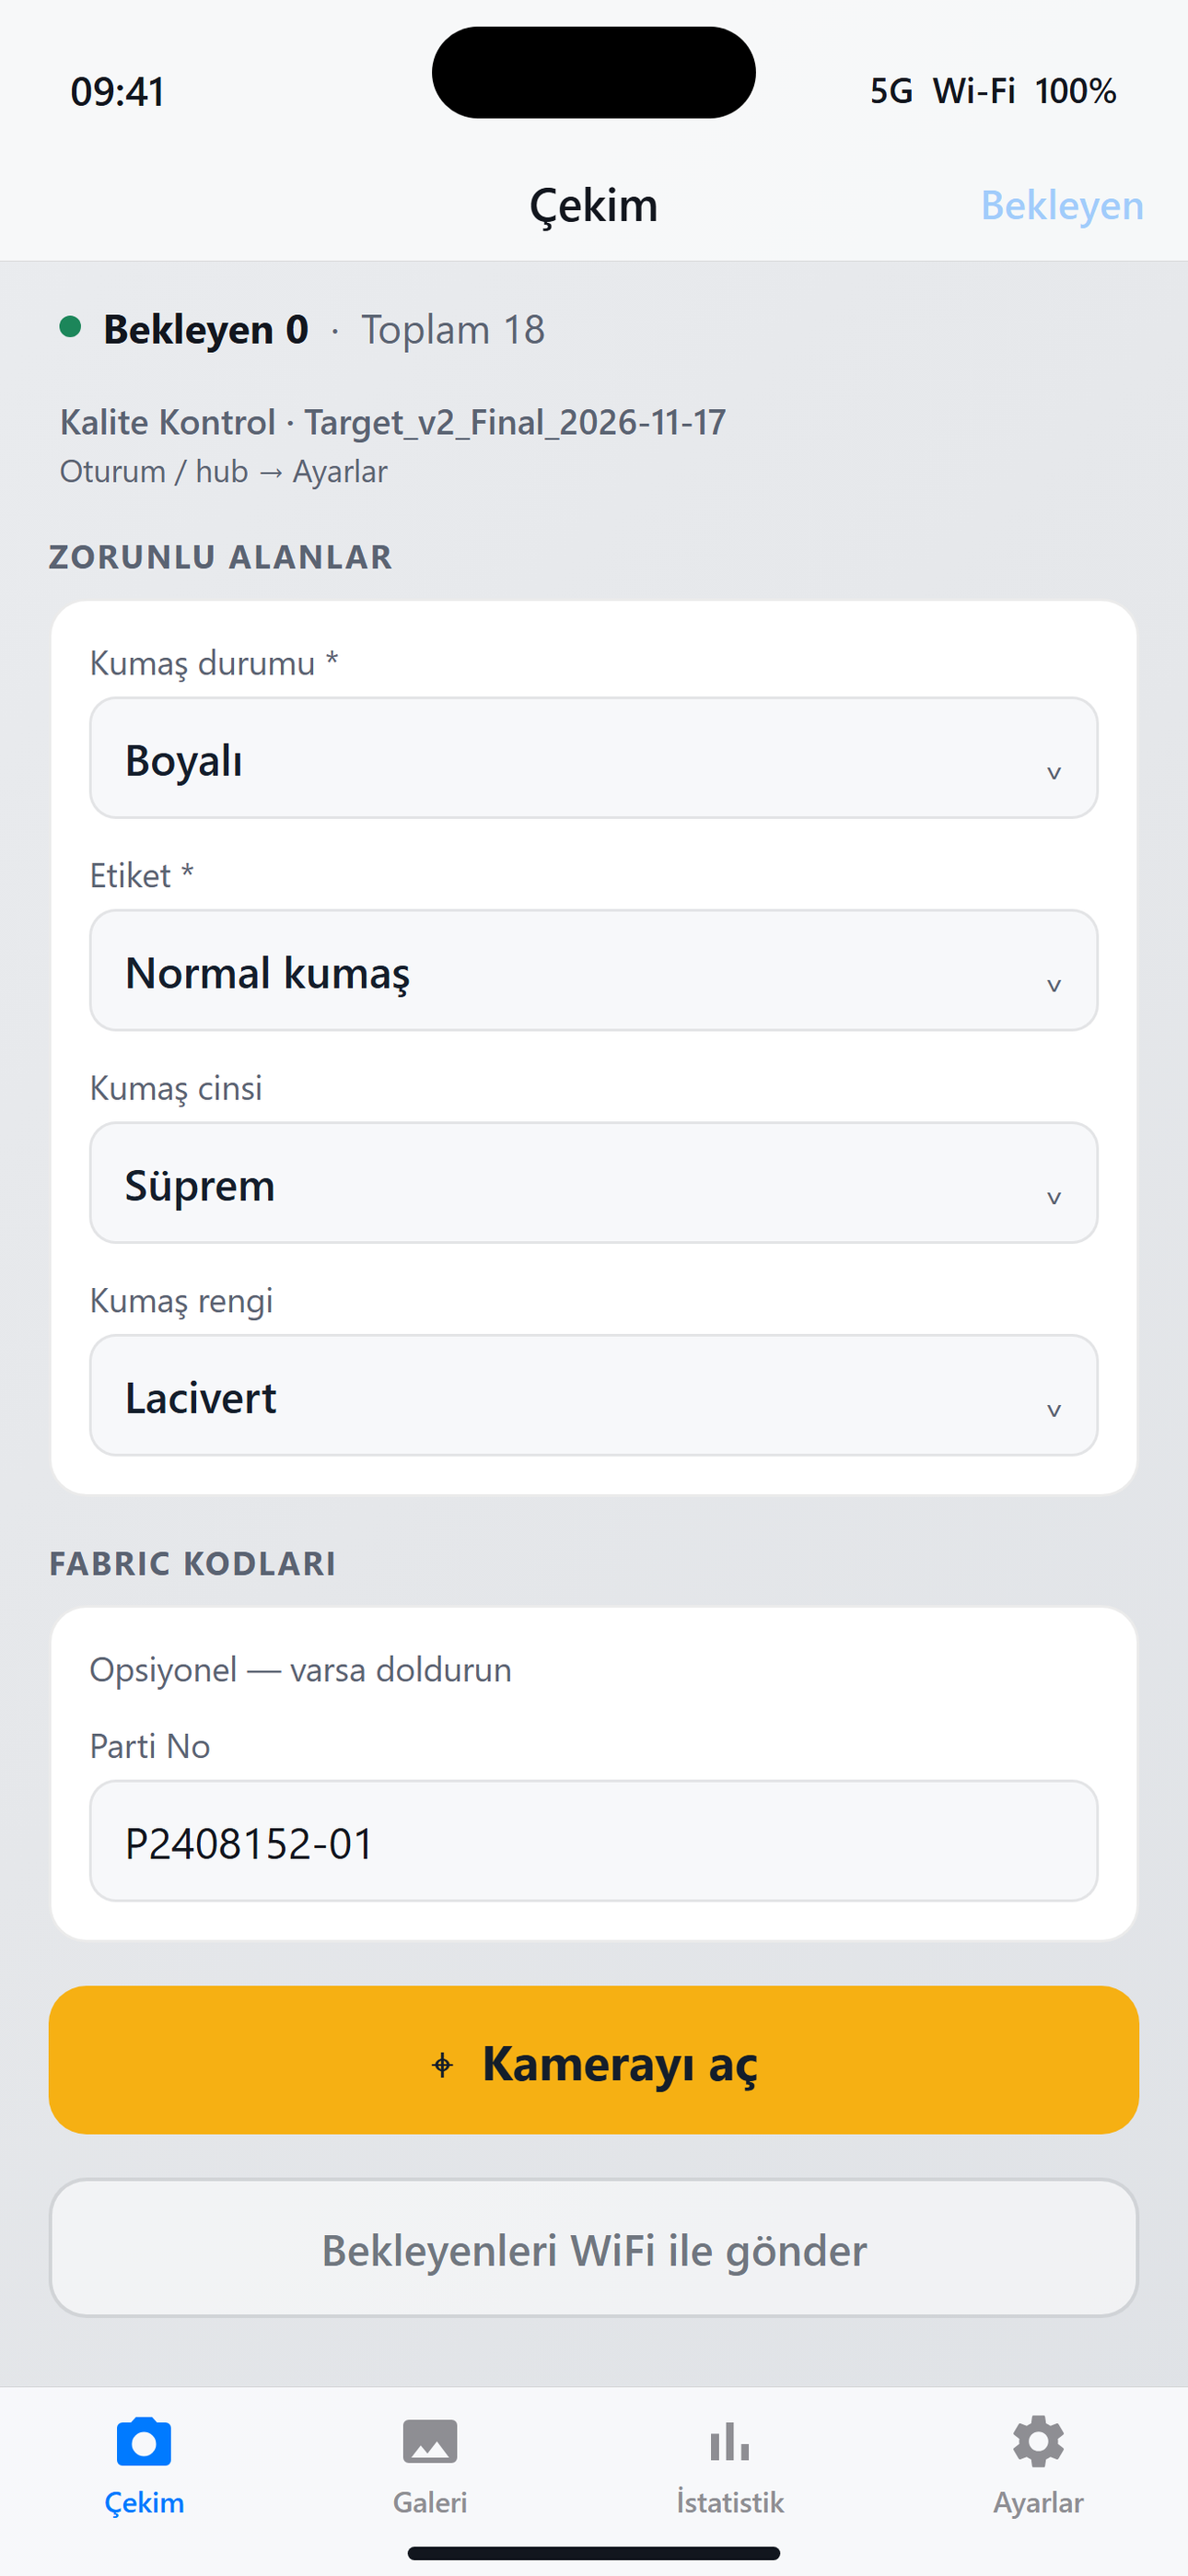 09:41
5G Wi-Fi 100%
Çekim
Bekleyen
Bekleyen 0 · Toplam 18
Kalite Kontrol · Target_v2_Final_2026-11-17
Oturum / hub → Ayarlar
ZORUNLU ALANLAR
Kumaş durumu *
Boyalı
Etiket *
Normal kumaş
Kumaş cinsi
Süprem
Kumaş rengi
Lacivert
FABRIC KODLARI
Opsiyonel — varsa doldurun
Parti No
P2408152-01
⌖ Kamerayı aç
Bekleyenleri WiFi ile gönder
Çekim
Galeri
İstatistik
Ayarlar